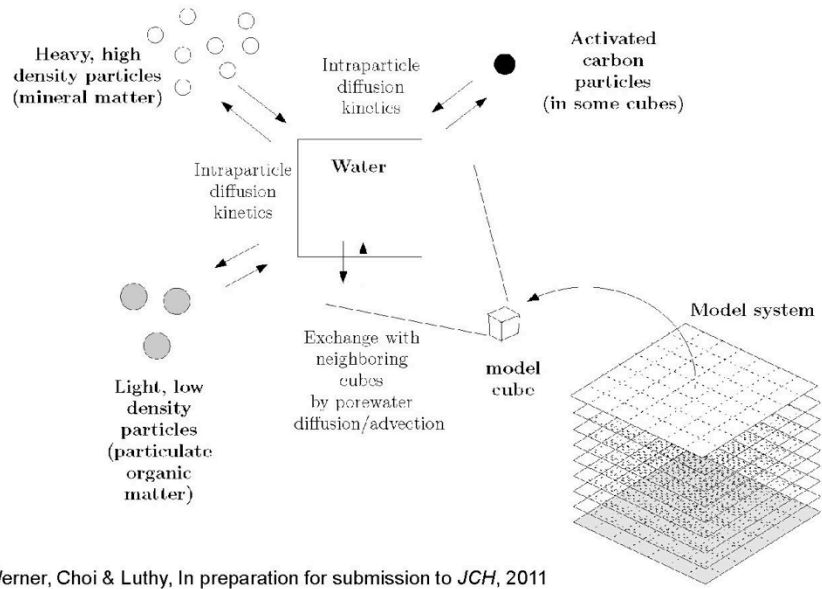 Heavy, high
density particles
(mineral matter)
Intraparticle
diffusion
kinetics
Activated
carbon
particles
(in some cubes)
Water
Intraparticle
diffusion
kinetics
Light, low
density
particles
(particulate
organic
matter)
Exchange with
neighboring
cubes
by porewater
diffusion/advection
model
cube
Model system
Choi & Luthy, In preparation for submission to JCH, 2011